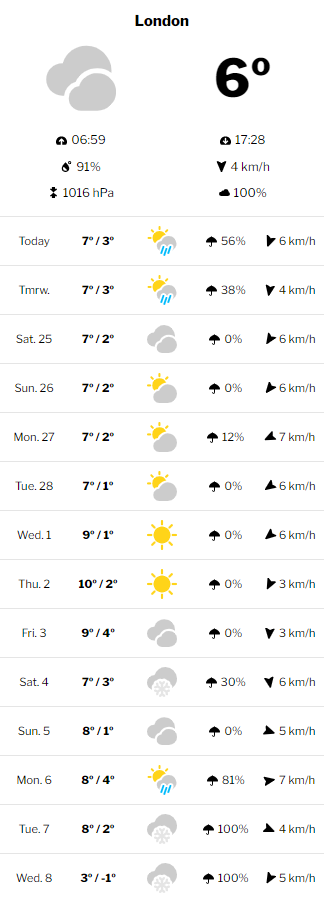 London
6º
06:59 17:28
91% 4 km/h
1016 hPa 100%
Today 7º / 3º 56% 6 km/h
Tmrw. 7º / 3º 38% 4 km/h
Sat. 25 7º / 2º 0% 6 km/h
Sun. 26 7º / 2º 0% 6 km/h
Mon. 27 7º / 2º 12% 7 km/h
Tue. 28 7º / 1º 0% 6 km/h
Wed. 1 9º / 1º 0% 6 km/h
Thu. 2 10º / 2º 0% 3 km/h
Fri. 3 9º / 4º 0% 3 km/h
Sat. 4 7º / 3º 30% 6 km/h
Sun. 5 8º / 1º 0% 5 km/h
Mon. 6 8º / 4º 81% 7 km/h
Tue. 7 8º / 2º 100% 4 km/h
Wed. 8 3º / -1º 100% 5 km/h